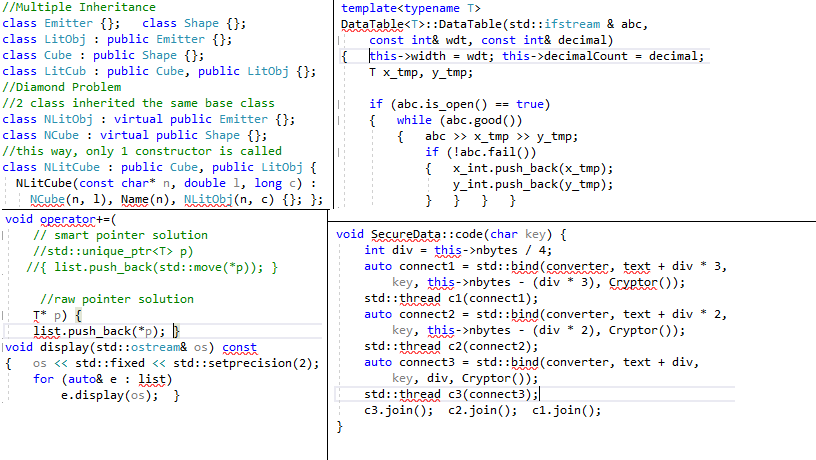 //Multiple Inheritance
class Emitter {};   class Shape {};
class LitObj : public Emitter {};
class Cube : public Shape {};
class LitCub : public Cube, public LitObj {};
//Diamond Problem
//2 class inherited the same base class
class NLitObj : virtual public Emitter {};
class NCube : virtual public Shape {};
//this way, only 1 constructor is called
class NLitCube : public Cube, public LitObj {
  NLitCube(const char* n, double l, long c) :
    NCube(n, l), Name(n), NLitObj(n, c) {}; };
void operator+=(
    // smart pointer solution
    //std::unique_ptr<T> p)
   //{ list.push_back(std::move(*p)); }
     //raw pointer solution
    T* p) {
    list.push_back(*p); }
void display(std::ostream& os) const
{   os << std::fixed << std::setprecision(2);
    for (auto& e : list)
        e.display(os);  }
template<typename T>
DataTable<T>::DataTable(std::ifstream & abc,
    const int& wdt, const int& decimal)
{   this->width = wdt; this->decimalCount = decimal;
    T x_tmp, y_tmp;
    if (abc.is_open() == true)
    {   while (abc.good())
        {   abc >> x_tmp >> y_tmp;
            if (!abc.fail())
            {   x_int.push_back(x_tmp);
                y_int.push_back(y_tmp);
            }   }   }   }
void SecureData::code(char key) {
    int div = this->nbytes / 4;
    auto connect1 = std::bind(converter, text + div * 3,
        key, this->nbytes - (div * 3), Cryptor());
    std::thread c1(connect1);
    auto connect2 = std::bind(converter, text + div * 2,
        key, this->nbytes - (div * 2), Cryptor());
    std::thread c2(connect2);
    auto connect3 = std::bind(converter, text + div,
        key, div, Cryptor());
    std::thread c3(connect3);
    c3.join();  c2.join();  c1.join();
}